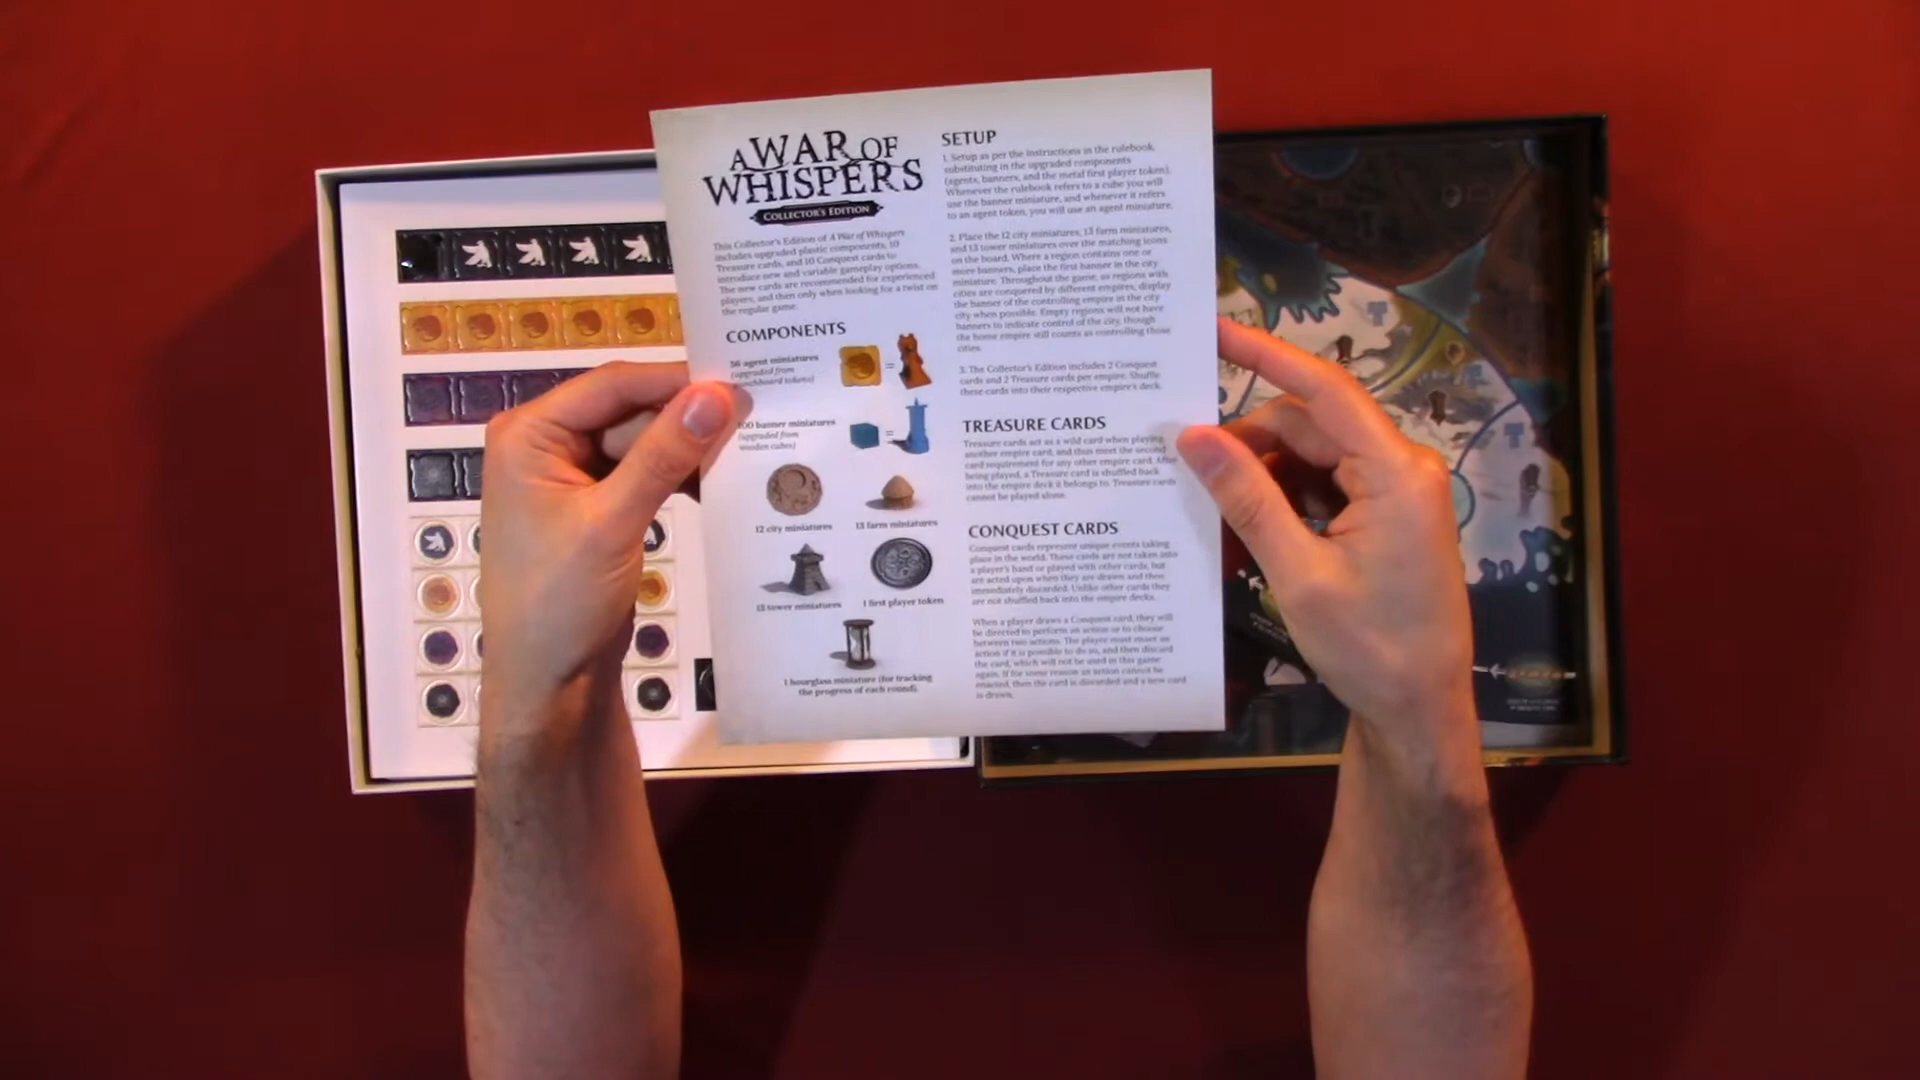 A WAR OF
WHISPERS
COLLECTOR'S EDITION
This Collector's Edition of A War of Whispers
includes upgraded plastic components, 10
Treasure cards, and 10 Conquest cards to
introduce new and variable gameplay options.
The new cards are recommended for experienced
players, and then only when looking for a twist on
the regular game.
COMPONENTS
agent miniatures
(upgraded from
tokens)
=
100 banner miniatures
(upgraded from
wooden cubes)
=
12 city miniatures
13 farm miniatures
13 tower miniatures
1 first player token
1 hourglass miniature (for tracking
the progress of each round).
SETUP
1. Setup as per the instructions in the rulebook,
substituting in the upgraded components
(agents, banners, and the metal first player token).
Whenever the rulebook refers to a cube you will
use the banner miniature, and whenever it refers
to an agent token, you will use an agent miniature.
2. Place the 12 city miniatures, 13 farm miniatures,
and 13 tower miniatures over the matching icons
on the board. Where a region contains one or
more banners, place the first banner in the city
miniature. Throughout the game, as regions with
cities are conquered by different empires, display
the banner of the controlling empire in the city
city when possible. Empty regions will not have
banners to indicate control of the city, though
the home empire still counts as controlling those
cities.
3. The Collector's Edition includes 2 Conquest
cards and 2 Treasure cards per empire. Shuffle
these cards into their respective empire's deck.
TREASURE CARDS
Treasure cards act as a wild card when playing
another empire card, and thus meet the second
card requirement for any other empire card. After
being played, a Treasure card is shuffled back
into the empire deck it belongs to. Treasure cards
cannot be played alone.
CONQUEST CARDS
Conquest cards represent unique events taking
place in the world. These cards are not taken into
a player's hand or played with other cards, but
are acted upon when they are drawn and then
immediately discarded. Unlike other cards they
are not shuffled back into the empire decks.
When a player draws a Conquest card, they will
be directed to perform an action or to choose
between two actions. The player must enact an
action if it is possible to do so, and then discard
the card, which will not be used in this game
again. If for some reason an action cannot be
enacted, then the card is discarded and a new card
is drawn.